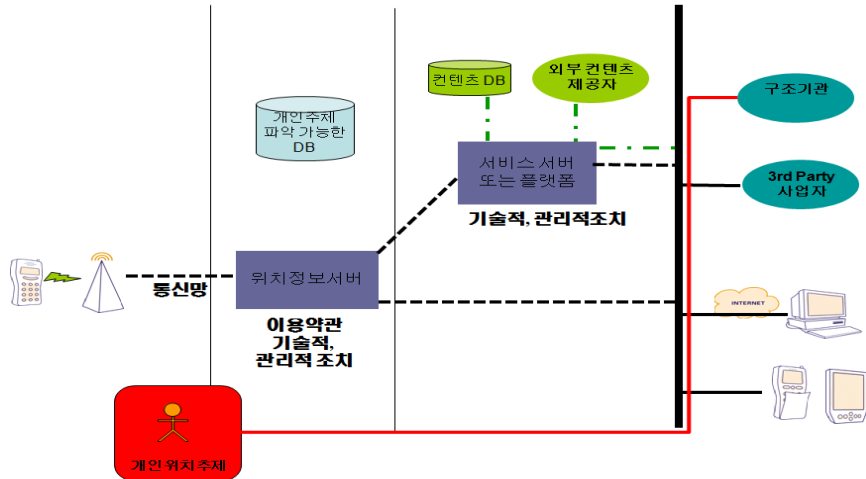 컨텐츠 DB
외부 컨텐츠
제공자
구조기관
개인주체
파악 가능한
DB
서비스 서버
또는 플랫폼
3rd Party
사업자
기술적, 관리적조치
통신망
위치정보서버
INTERNET
이용약관
기술적,
관리적 조치
개인위치주체